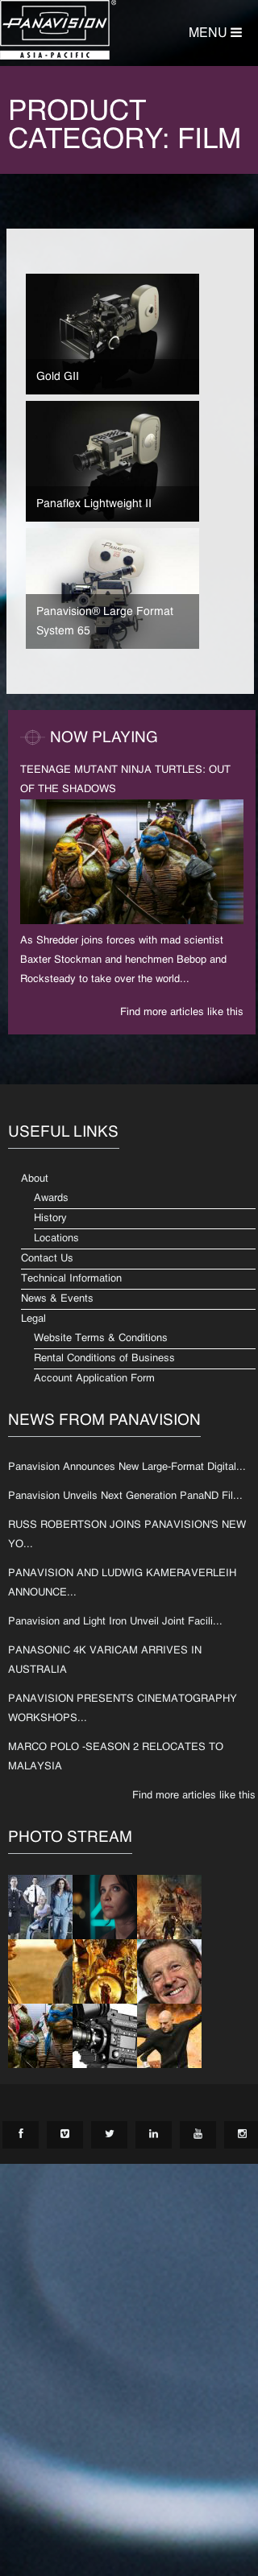 PANAVISION®
ASIA-PACIFIC
MENU
PRODUCT
CATEGORY: FILM
Gold GII
Panaflex Lightweight II
Panavision® Large Format
System 65
NOW PLAYING
TEENAGE MUTANT NINJA TURTLES: OUT
OF THE SHADOWS
As Shredder joins forces with mad scientist
Baxter Stockman and henchmen Bebop and
Rocksteady to take over the world...
Find more articles like this
USEFUL LINKS
About
Awards
History
Locations
Contact Us
Technical Information
News & Events
Legal
Website Terms & Conditions
Rental Conditions of Business
Account Application Form
NEWS FROM PANAVISION
Panavision Announces New Large-Format Digital...
Panavision Unveils Next Generation PanaND Fil...
RUSS ROBERTSON JOINS PANAVISION'S NEW
YO...
PANAVISION AND LUDWIG KAMERAVERLEIH
ANNOUNCE...
Panavision and Light Iron Unveil Joint Facili...
PANASONIC 4K VARICAM ARRIVES IN
AUSTRALIA
PANAVISION PRESENTS CINEMATOGRAPHY
WORKSHOPS...
MARCO POLO -SEASON 2 RELOCATES TO
MALAYSIA
Find more articles like this
PHOTO STREAM